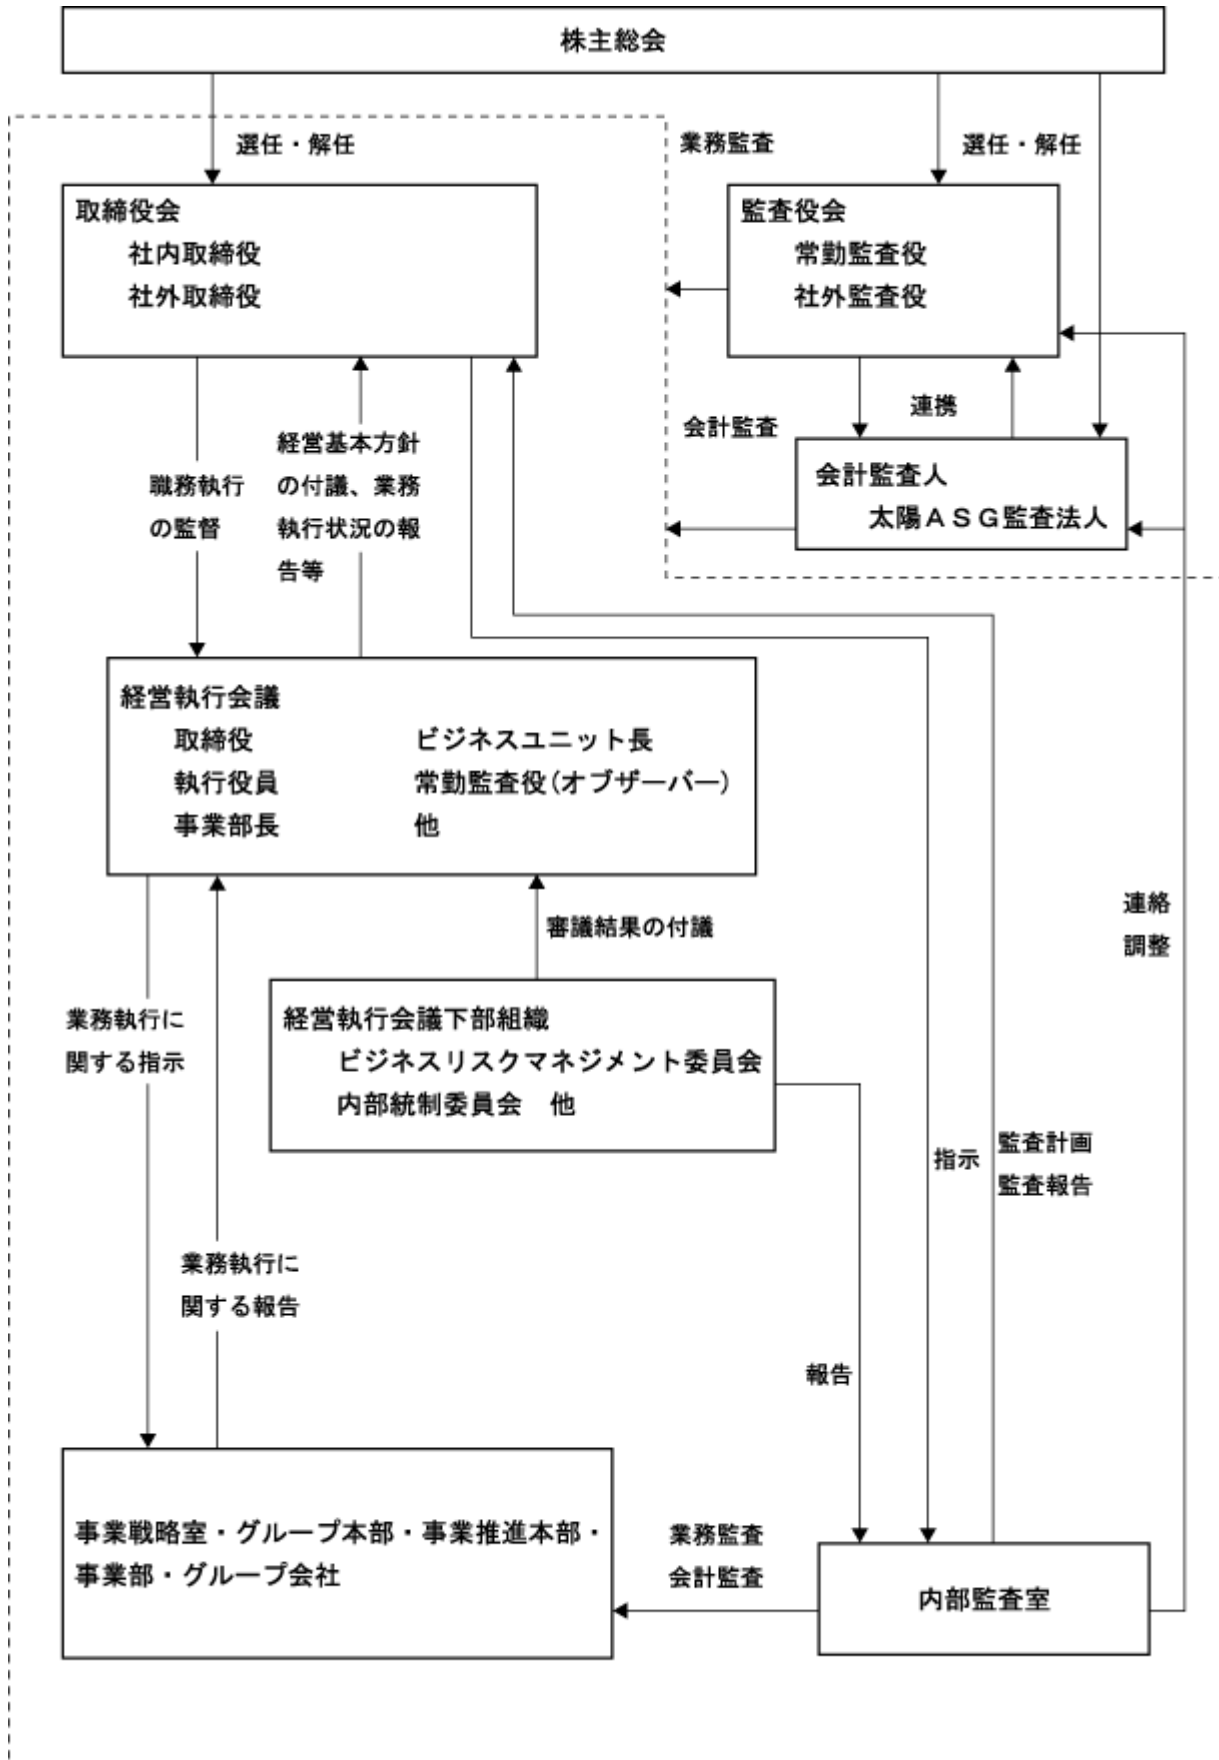 株主総会
選任・解任
業務監査
選任・解任
取締役会
社内取締役
社外取締役
監査役会
常勤監査役
社外監査役
連携
会計監査
会計監査人
太陽ＡＳＧ監査法人
職務執行
の監督
経営基本方針
の付議、業務
執行状況の報
告等
経営執行会議
取締役
ビジネスユニット長
執行役員
常勤監査役(オブザーバー)
事業部長
他
審議結果の付議
連絡
調整
業務執行に
関する指示
経営執行会議下部組織
ビジネスリスクマネジメント委員会
内部統制委員会　他
指示
監査計画
監査報告
業務執行に
関する報告
報告
事業戦略室・グループ本部・事業推進本部・
事業部・グループ会社
業務監査
会計監査
内部監査室